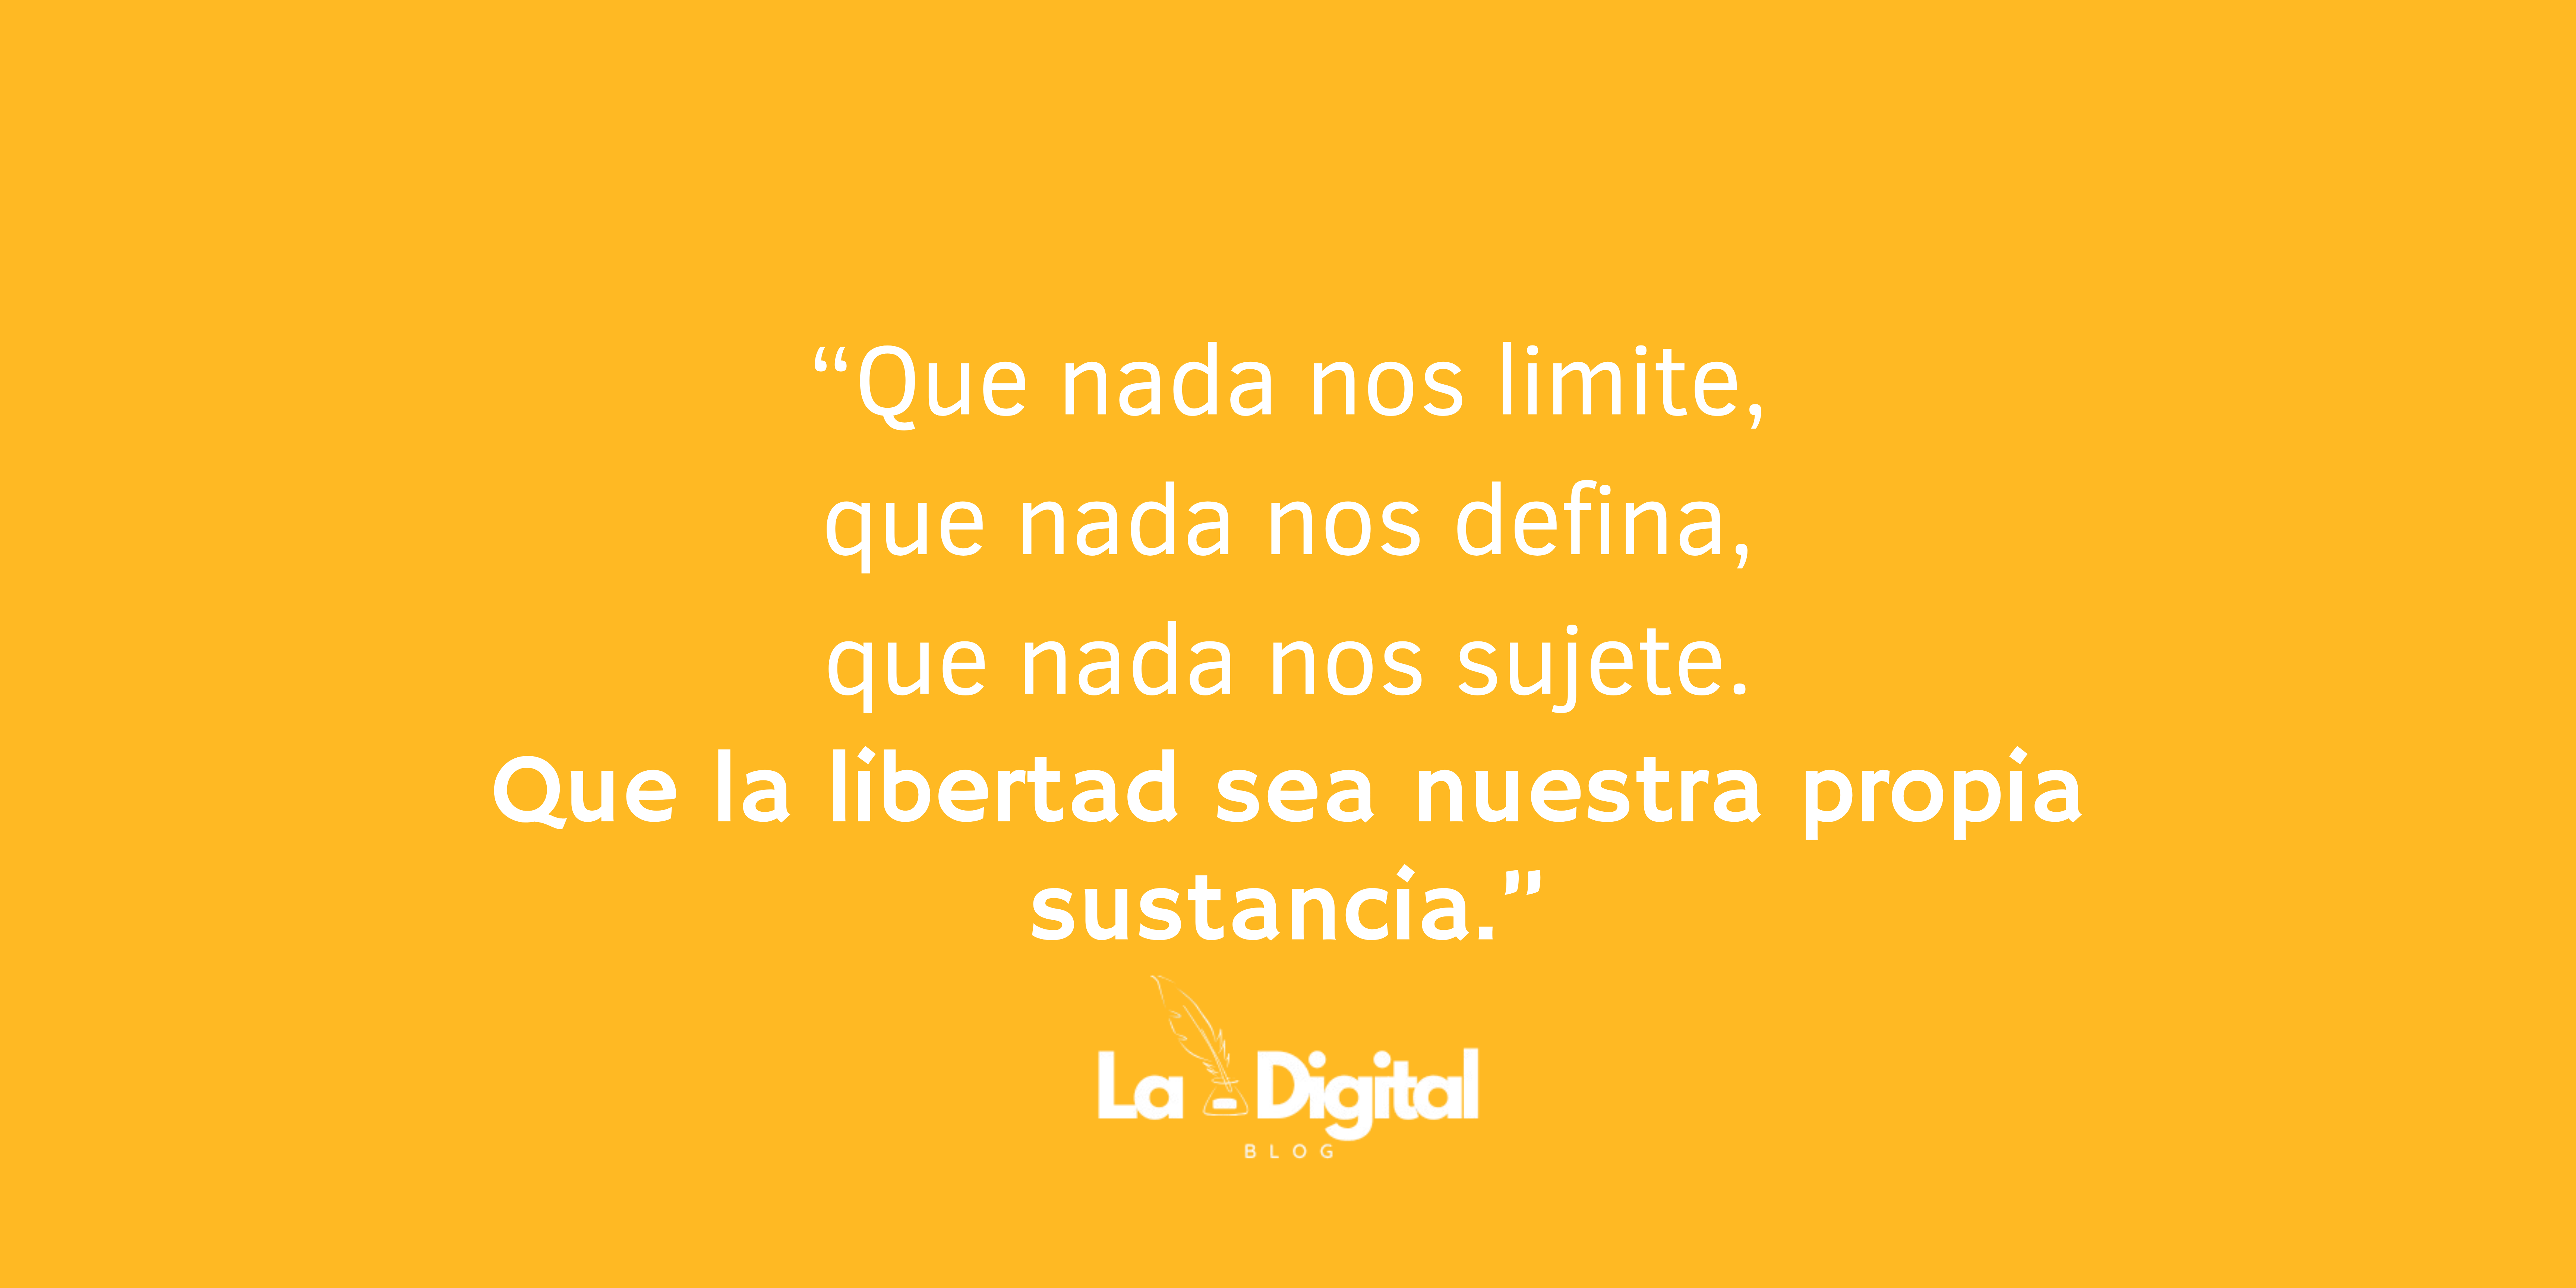 “Que nada nos limite,
que nada nos defina,
que nada nos sujete.
Que la libertad sea nuestra propia
sustancia.”
La Digital
BLOG